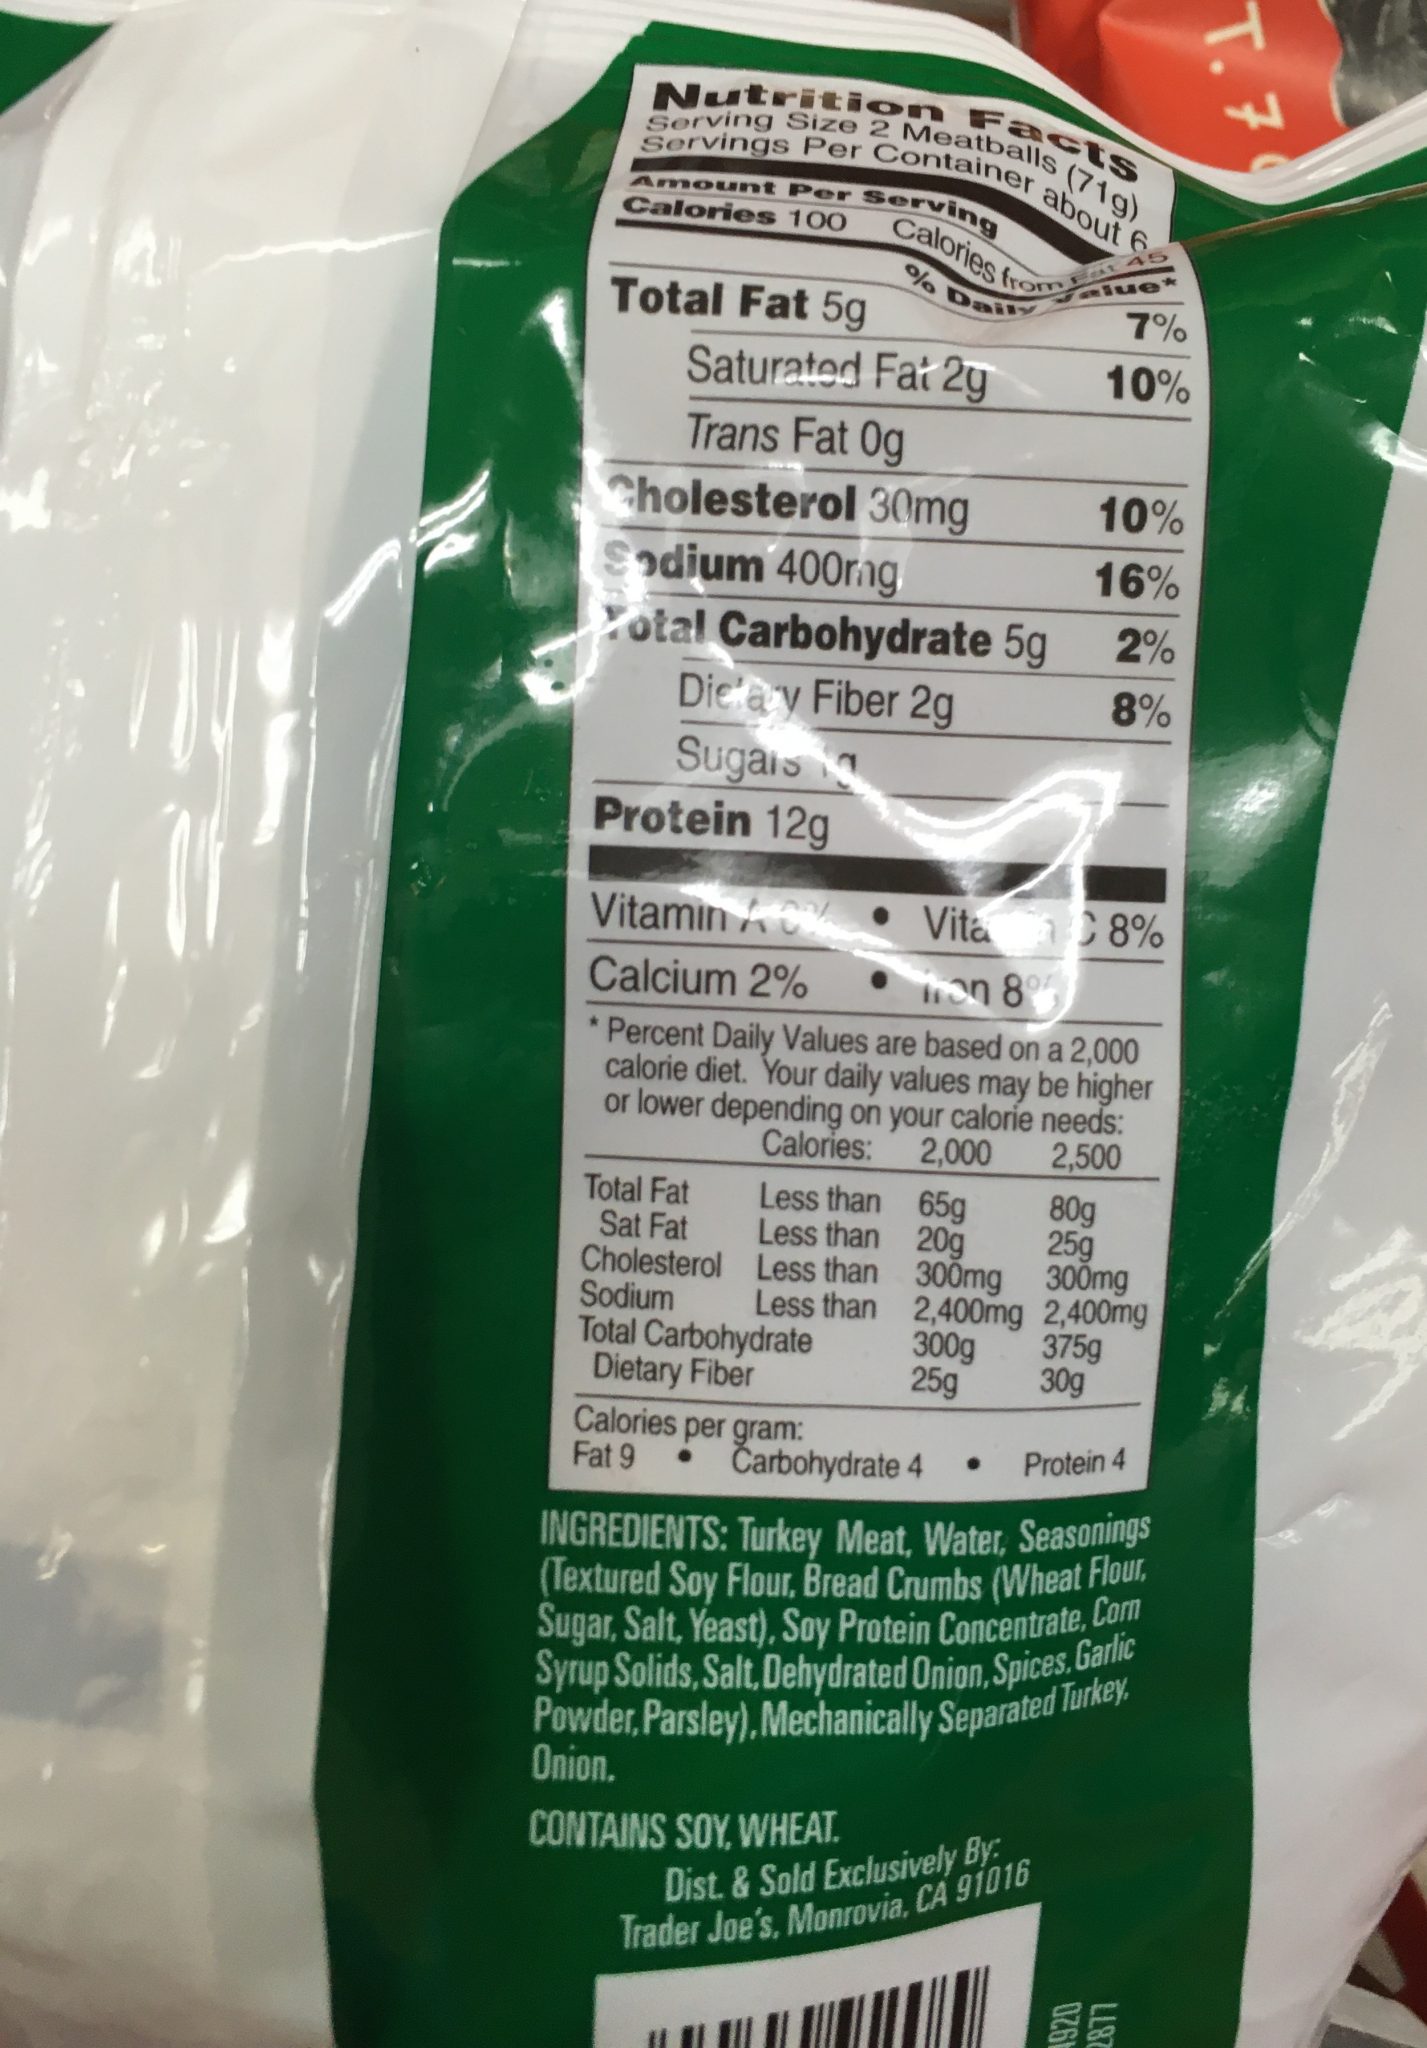 T. 7
Nutrition Facts
Serving Size 2 Meatballs (71g)
Servings Per Container about 6
Amount Per Serving
Calories 100 Calories from Fat 45
% Daily Value*
Total Fat 5g 7%
Saturated Fat 2g 10%
Trans Fat 0g
Cholesterol 30mg 10%
Sodium 400mg 16%
Total Carbohydrate 5g 2%
Dietary Fiber 2g 8%
Sugars 1g
Protein 12g
Vitamin A 0% • Vitamin C 8%
Calcium 2% • Iron 8%
* Percent Daily Values are based on a 2,000
calorie diet. Your daily values may be higher
or lower depending on your calorie needs:
Calories: 2,000 2,500
Total Fat Less than 65g 80g
Sat Fat Less than 20g 25g
Cholesterol Less than 300mg 300mg
Sodium Less than 2,400mg 2,400mg
Total Carbohydrate 300g 375g
Dietary Fiber 25g 30g
Calories per gram:
Fat 9 • Carbohydrate 4 • Protein 4
INGREDIENTS: Turkey Meat, Water, Seasonings
(Textured Soy Flour, Bread Crumbs (Wheat Flour,
Sugar, Salt, Yeast), Soy Protein Concentrate, Corn
Syrup Solids, Salt, Dehydrated Onion, Spices, Garlic
Powder, Parsley), Mechanically Separated Turkey,
Onion.
CONTAINS SOY, WHEAT.
Dist. & Sold Exclusively By:
Trader Joe's, Monrovia, CA 91016